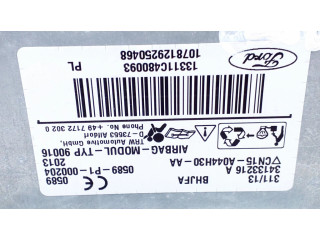 Ford
13311C480093
1078129250468
PL
TRW Automotive GmbH
D - 73553 Alfdorf
Phone No. + 49 7172 302 0
AIRBAG-MODUL-TYP 90016
2013
0589-P1-000204
0589
311/13
34133216 A
CN15-A044H30-AA
BHJFA